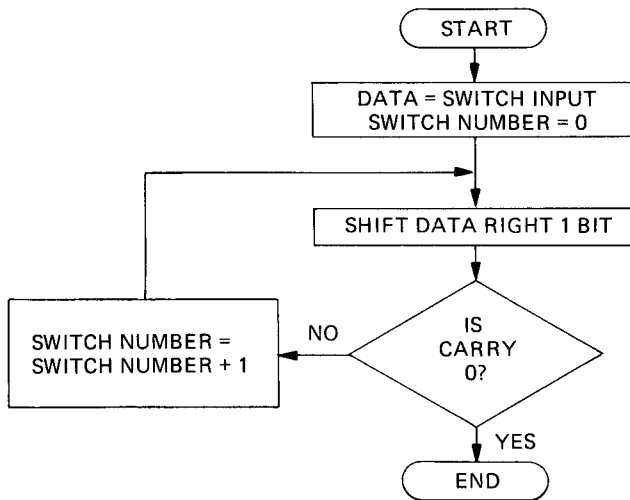 START
DATA = SWITCH INPUT
SWITCH NUMBER = 0
SHIFT DATA RIGHT 1 BIT
IS
CARRY
0?
NO
SWITCH NUMBER =
SWITCH NUMBER + 1
YES
END